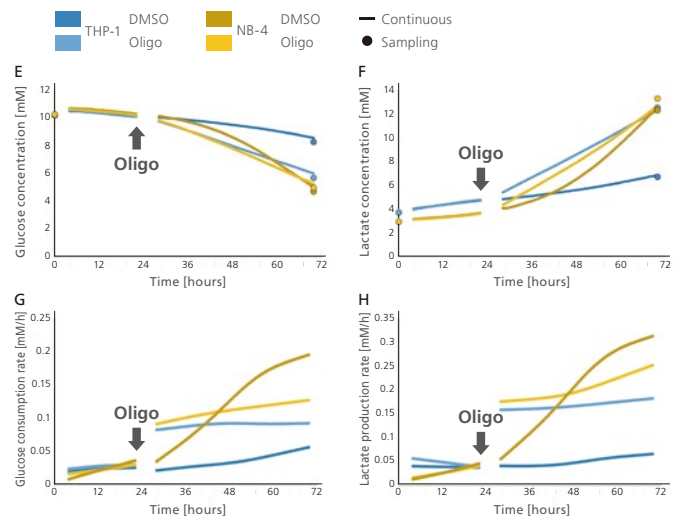 DMSO DMSO Continuous
THP-1 NB-4
Oligo Oligo Sampling
E F
Glucose concentration [mM]
12
10
8
6
4
2
0
Oligo
0 12 24 36 48 60 72
Time [hours]
Lactate concentration [mM]
14
12
10
8
6
4
2
0
Oligo
0 12 24 36 48 60 72
Time [hours]
G H
Glucose consumption rate [mM/h]
0.25
0.2
0.15
0.1
0.05
0
Oligo
0 12 24 36 48 60 72
Time [hours]
Lactate production rate [mM/h]
0.35
0.3
0.25
0.2
0.15
0.1
0.05
0
Oligo
0 12 24 36 48 60 72
Time [hours]